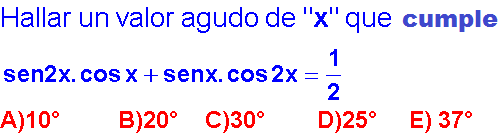 Hallar un valor agudo de "x" que cumple
sen2x.cos x + senx.cos 2x = 1/2
A)10° B)20° C)30° D)25° E) 37°